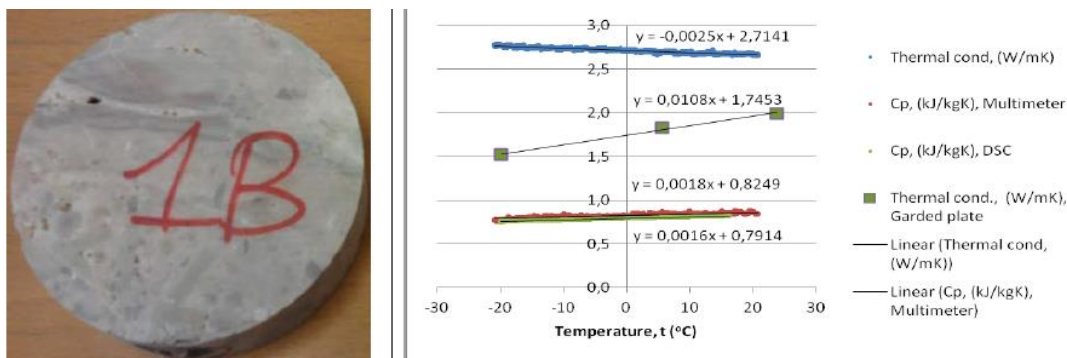 1B
3,0
2,5
2,0
1,5
1,0
0,5
0,0
y = -0,0025x + 2,7141
y = 0,0108x + 1,7453
y = 0,0018x + 0,8249
y = 0,0016x + 0,7914
-30 -20 -10 0 10 20 30
Temperature, t (°C)
Thermal cond, (W/mK)
Cp, (kJ/kgK), Multimeter
Cp, (kJ/kgK), DSC
Thermal cond., (W/mK),
Garded plate
Linear (Thermal cond,
(W/mK))
Linear (Cp, (kJ/kgK),
Multimeter)